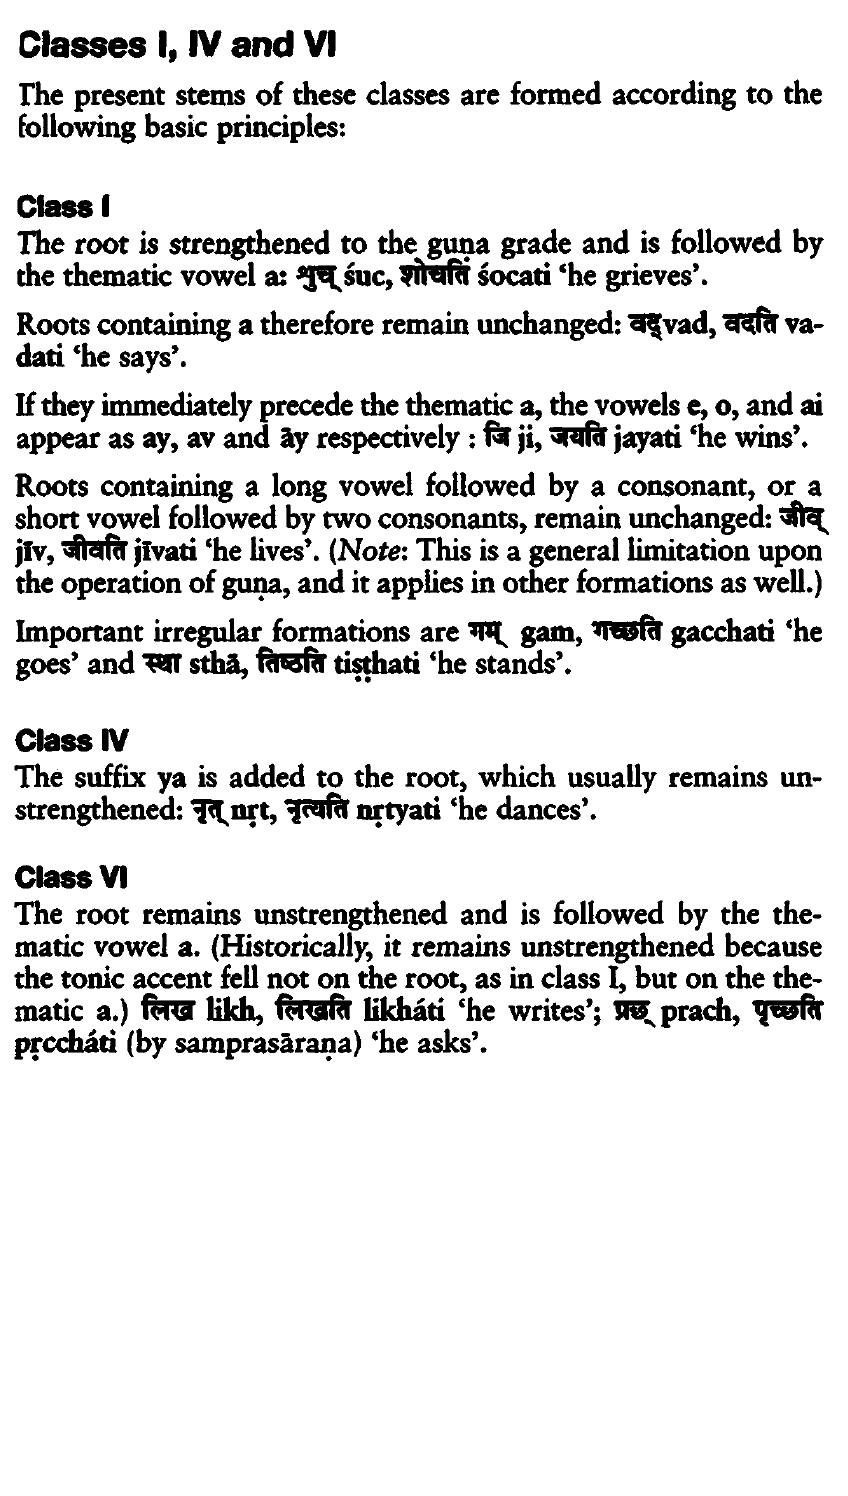 Classes I, IV and VI
The present stems of these classes are formed according to the
following basic principles:
Class I
The root is strengthened to the guṇa grade and is followed by
the thematic vowel a: शुच् śuc, शोचति śocati ‘he grieves’.
Roots containing a therefore remain unchanged: वद् vad, वदति va-
dati ‘he says’.
If they immediately precede the thematic a, the vowels e, o, and ai
appear as ay, av and āy respectively : जि ji, जयति jayati ‘he wins’.
Roots containing a long vowel followed by a consonant, or a
short vowel followed by two consonants, remain unchanged: जीव्
jīv, जीवति jīvati ‘he lives’. (Note: This is a general limitation upon
the operation of guṇa, and it applies in other formations as well.)
Important irregular formations are गम् gam, गच्छति gacchati ‘he
goes’ and स्था sthā, तिष्ठति tiṣṭhati ‘he stands’.
Class IV
The suffix ya is added to the root, which usually remains un-
strengthened: नृत् nṛt, नृत्यति nṛtyati ‘he dances’.
Class VI
The root remains unstrengthened and is followed by the the-
matic vowel a. (Historically, it remains unstrengthened because
the tonic accent fell not on the root, as in class I, but on the the-
matic a.) लिख likh, लिखति likháti ‘he writes’; प्रछ् prach, पृच्छति
pṛccháti (by samprasāraṇa) ‘he asks’.